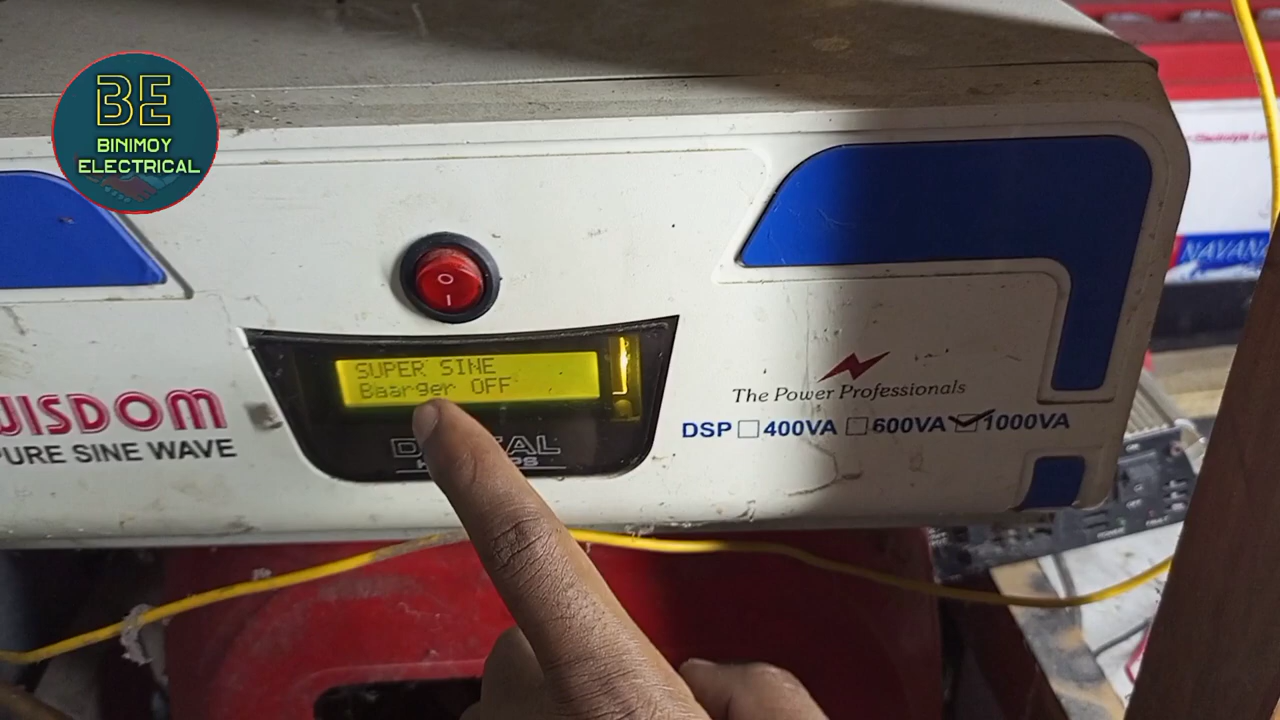 BE
BINIMOY
ELECTRICAL
O
I
SUPER SINE
Baarger OFF
WISDOM
PURE SINE WAVE
The Power Professionals
DSP 400VA 600VA 1000VA
NAVANA